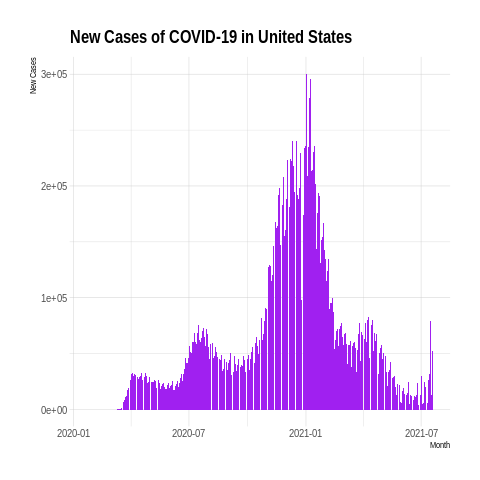 New Cases of COVID-19 in United States
New Cases
3e+05
2e+05
1e+05
0e+00
2020-01 2020-07 2021-01 2021-07
Month